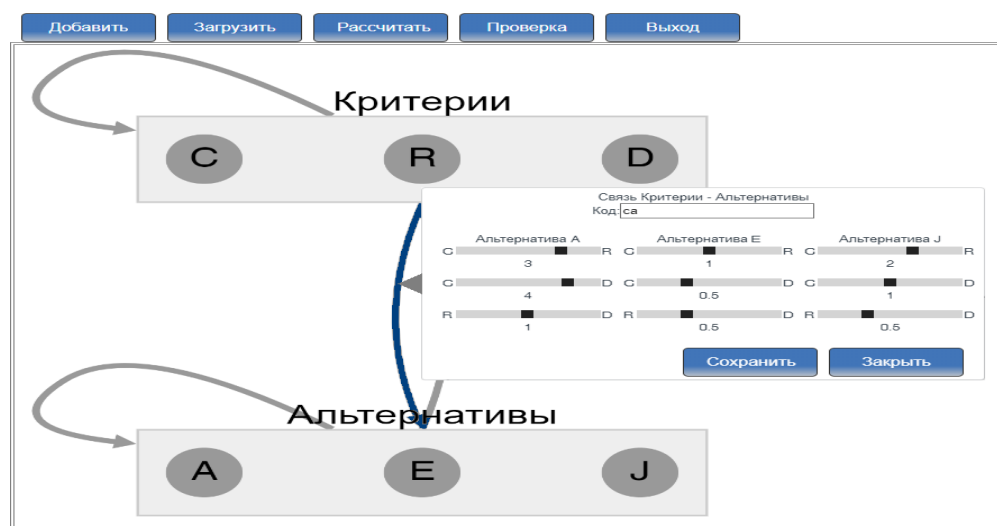 Добавить Загрузить Рассчитать Проверка Выход
Критерии
C R D
Связь Критерии - Альтернативы
Код: ca
Альтернатива A Альтернатива E Альтернатива J
C R C R C R
3 1 2
C D C D C D
4 0.5 1
R D R D R D
1 0.5 0.5
Сохранить Закрыть
Альтернативы
A E J